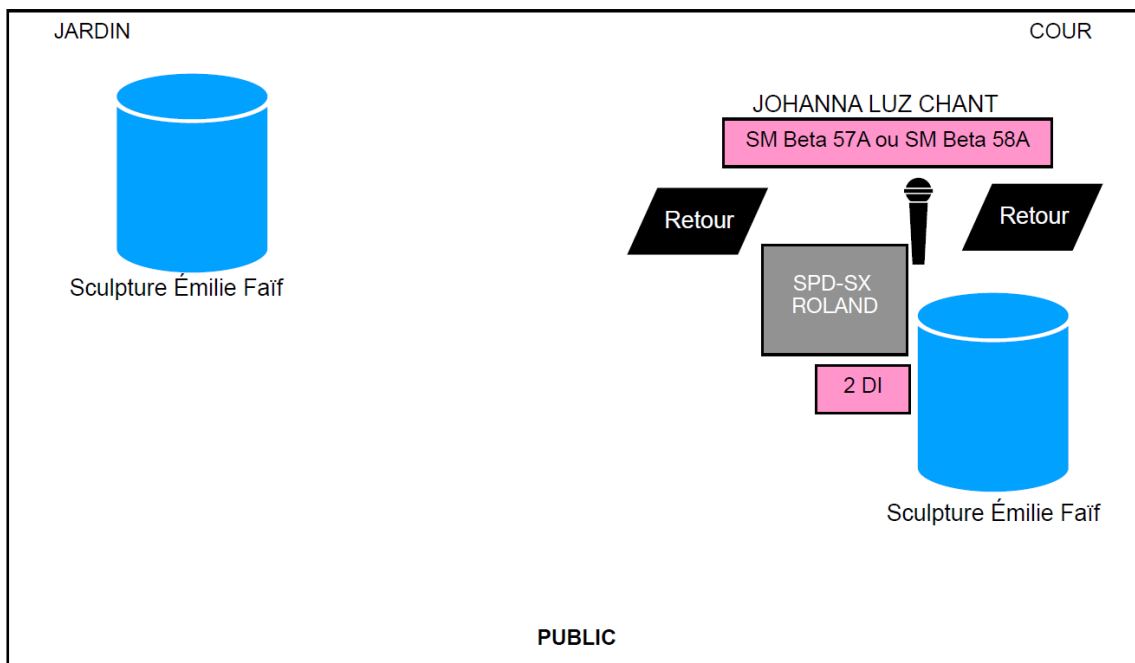 JARDIN
COUR
JOHANNA LUZ CHANT
SM Beta 57A ou SM Beta 58A
Retour
Retour
SPD-SX
ROLAND
Sculpture Émilie Faïf
2 DI
Sculpture Émilie Faïf
PUBLIC